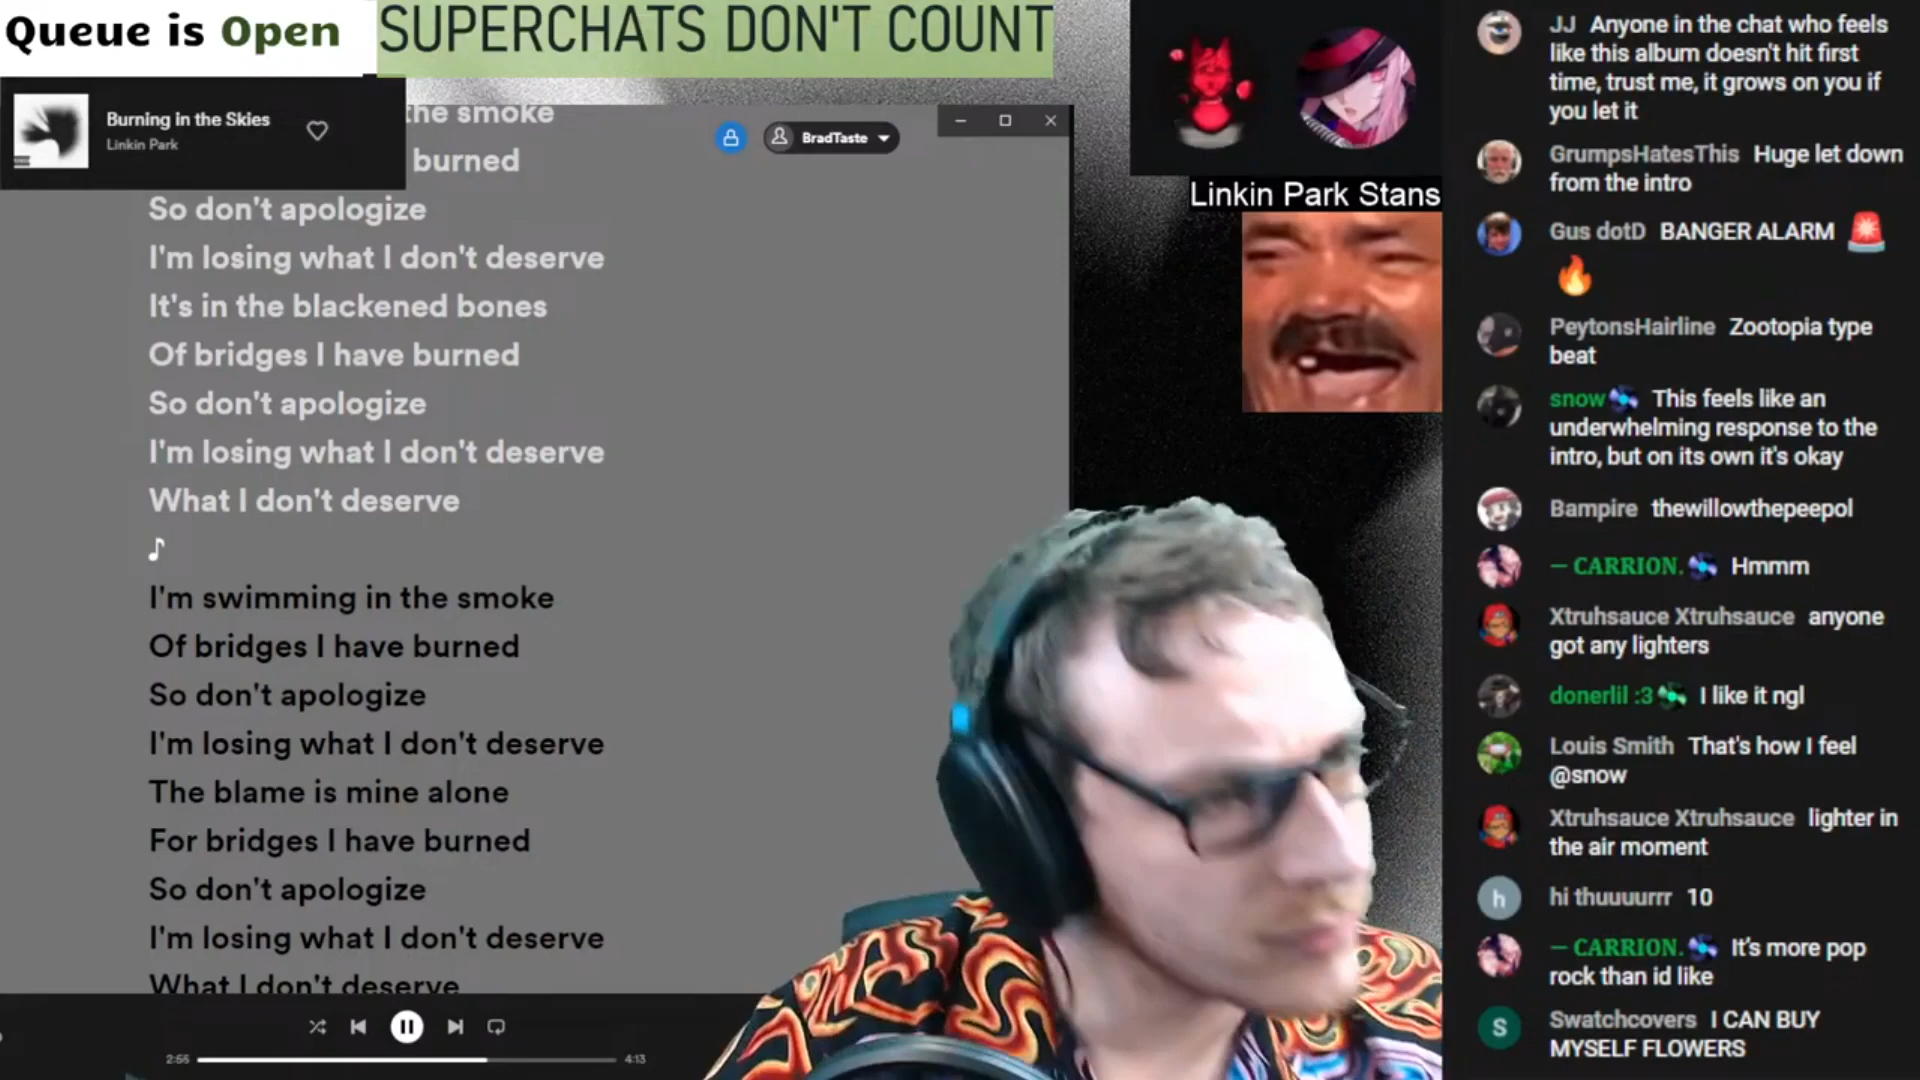 Queue is Open
SUPERCHATS DON'T COUNT
Burning in the Skies
Linkin Park
the smoke
burned
BradTaste
So don't apologize
I'm losing what I don't deserve
It's in the blackened bones
Of bridges I have burned
So don't apologize
I'm losing what I don't deserve
What I don't deserve
♪
I'm swimming in the smoke
Of bridges I have burned
So don't apologize
I'm losing what I don't deserve
The blame is mine alone
For bridges I have burned
So don't apologize
I'm losing what I don't deserve
What I don't deserve
2:55
4:13
Linkin Park Stans
JJ Anyone in the chat who feels
like this album doesn't hit first
time, trust me, it grows on you if
you let it
GrumpsHatesThis Huge let down
from the intro
Gus dotD BANGER ALARM 🚨
🔥
PeytonsHairline Zootopia type
beat
snow This feels like an
underwhelming response to the
intro, but on its own it's okay
Bampire thewillowthepeepol
— CARRION. Hmmm
Xtruhsauce Xtruhsauce anyone
got any lighters
donerlil :3 I like it ngl
Louis Smith That's how I feel
@snow
Xtruhsauce Xtruhsauce lighter in
the air moment
h
hi thuuuurrr 10
— CARRION. It's more pop
rock than id like
S
Swatchcovers I CAN BUY
MYSELF FLOWERS